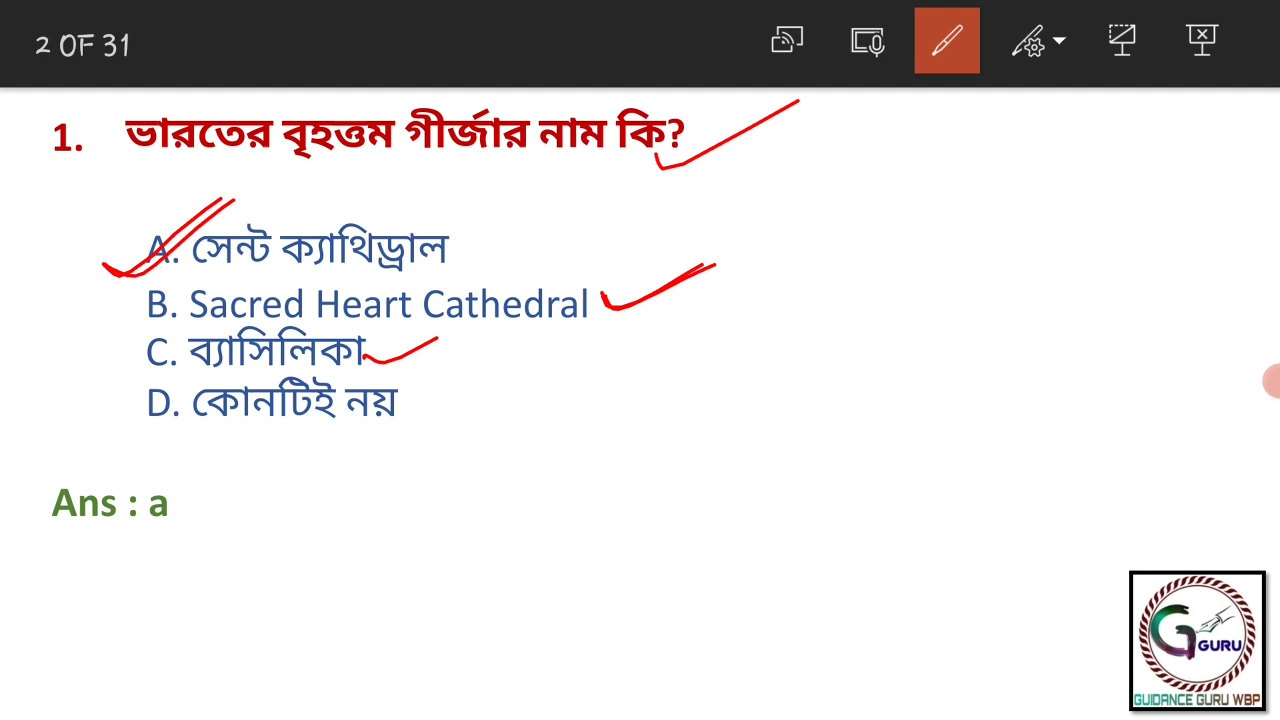 2 OF 31
1. ভারতের বৃহত্তম গীর্জার নাম কি?
A. সেন্ট ক্যাথিড্রাল
B. Sacred Heart Cathedral
C. ব্যাসিলিকা
D. কোনটিই নয়
Ans : a
G GURU
GUIDANCE GURU WBP